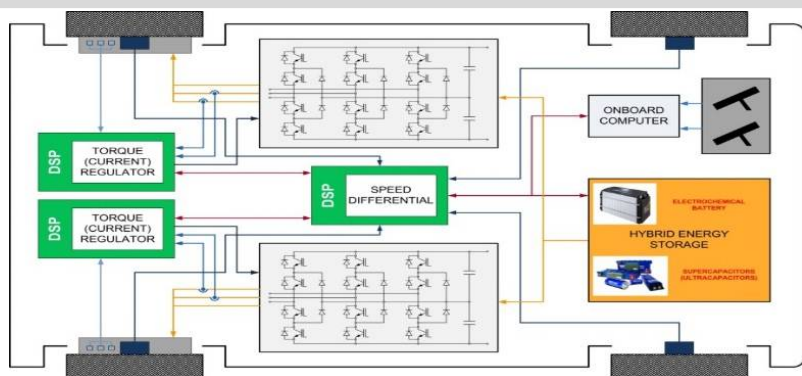 DSP
TORQUE
(CURRENT)
REGULATOR
DSP
TORQUE
(CURRENT)
REGULATOR
DSP
SPEED
DIFFERENTIAL
ONBOARD
COMPUTER
ELECTROCHEMICAL
BATTERY
HYBRID ENERGY
STORAGE
SUPERCAPACITORS
(ULTRACAPACITORS)